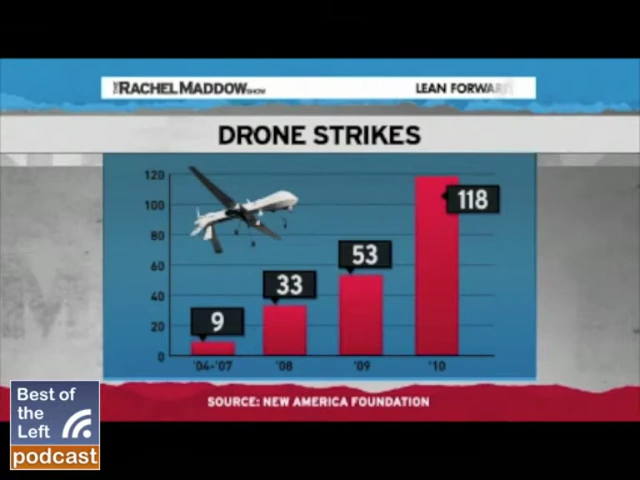 THE RACHEL MADDOW SHOW
LEAN FORWARD
DRONE STRIKES
120
100
80
60
40
20
0
9
33
53
118
'04-'07
'08
'09
'10
SOURCE: NEW AMERICA FOUNDATION
Best of
the
Left
podcast